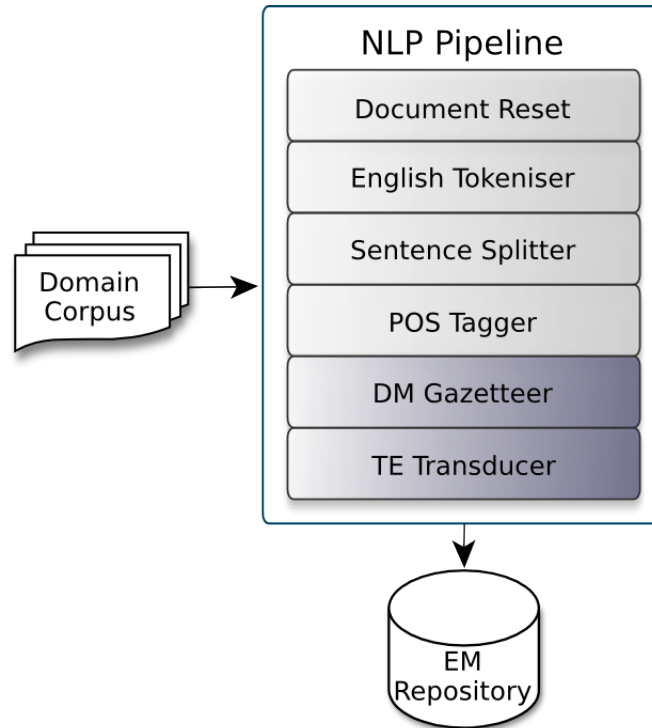 NLP Pipeline
Document Reset
English Tokeniser
Sentence Splitter
POS Tagger
DM Gazetteer
TE Transducer
Domain
Corpus
EM
Repository